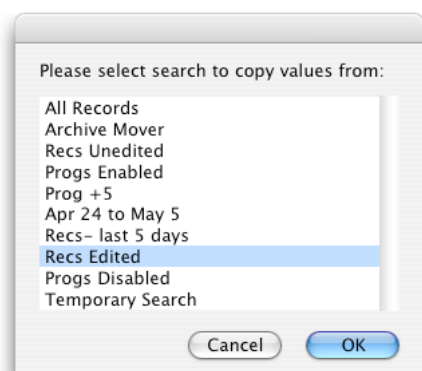 Please select search to copy values from:
All Records
Archive Mover
Recs Unedited
Progs Enabled
Prog +5
Apr 24 to May 5
Recs- last 5 days
Recs Edited
Progs Disabled
Temporary Search
Cancel OK